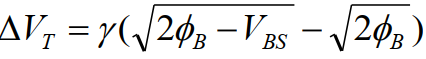 ΔV_T = γ(√(2ϕ_B − V_BS) − √(2ϕ_B))